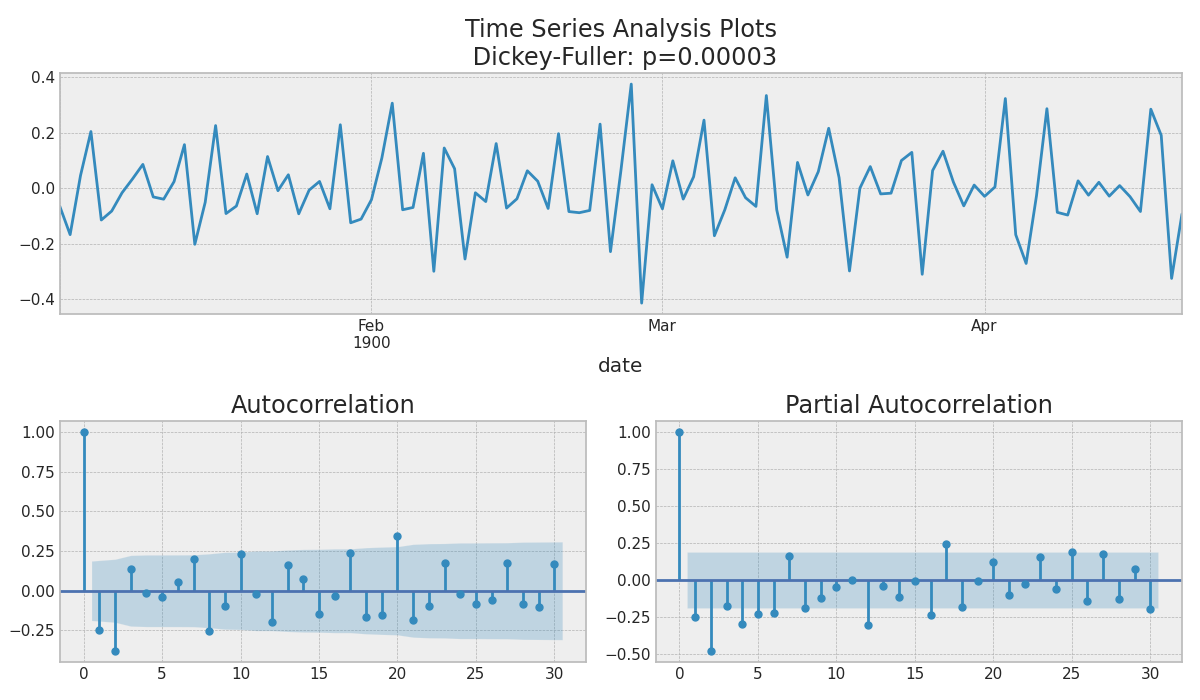 Time Series Analysis Plots
Dickey-Fuller: p=0.00003
0.4
0.2
0.0
−0.2
−0.4
Feb
1900
Mar
Apr
date
Autocorrelation
1.00
0.75
0.50
0.25
0.00
−0.25
0 5 10 15 20 25 30
Partial Autocorrelation
1.00
0.75
0.50
0.25
0.00
−0.25
−0.50
0 5 10 15 20 25 30